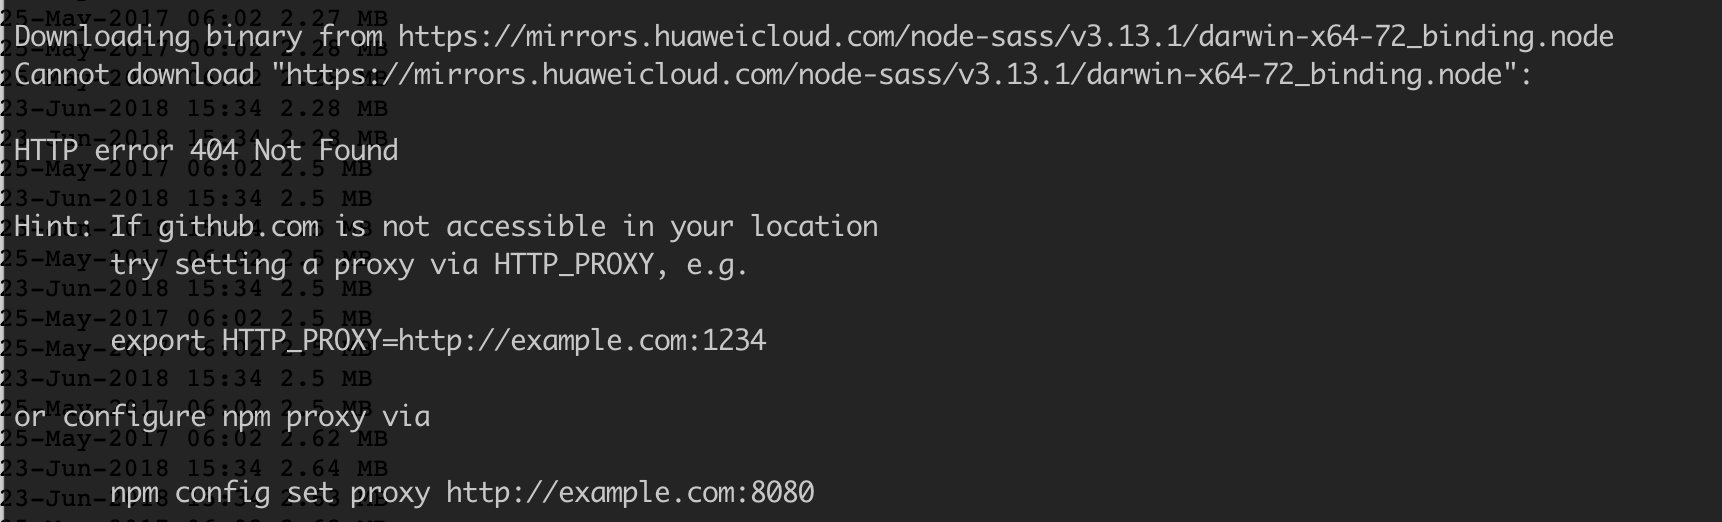 25-May-2017 06:02 2.27 MB
Downloading binary from https://mirrors.huaweicloud.com/node-sass/v3.13.1/darwin-x64-72_binding.node
Cannot download "https://mirrors.huaweicloud.com/node-sass/v3.13.1/darwin-x64-72_binding.node":
23-Jun-2018 15:34 2.28 MB
23-Jun-2018 15:34 2.28 MB
HTTP error 404 Not Found
25-May-2017 06:02 2.5 MB
23-Jun-2018 15:34 2.5 MB
Hint: If github.com is not accessible in your location
25-May-2017 06:02 2.5
try setting a proxy via HTTP_PROXY, e.g.
23-Jun-2018 15:34 2.5 MB
25-May-2017 06:02 2.5 MB
export HTTP_PROXY=http://example.com:1234
23-Jun-2018 15:34 2.5 MB
or configure npm proxy via
25-May-2017 06:02 2.62 MB
23-Jun-2018 15:34 2.64 MB
npm config set proxy http://example.com:8080